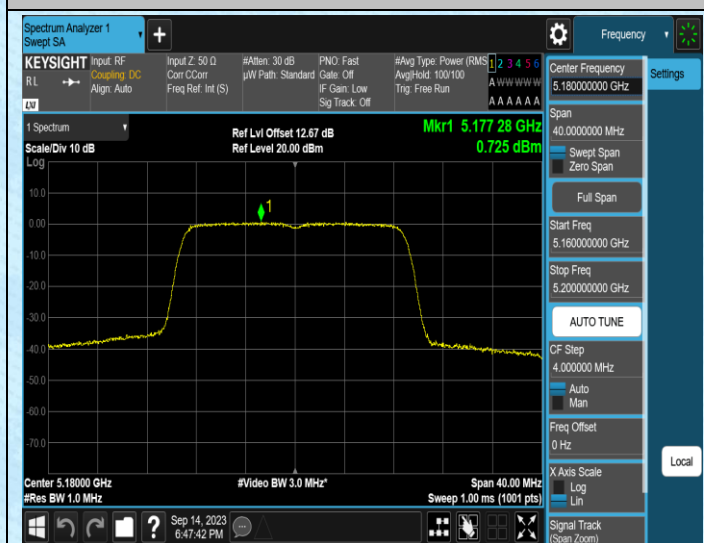 Spectrum Analyzer 1
Swept SA
+
Frequency
KEYSIGHT
R L
LXI
Input: RF
Coupling: DC
Align: Auto
Input Z: 50 Ω
Corr CCorr
Freq Ref: Int (S)
#Atten: 30 dB
µW Path: Standard
PNO: Fast
Gate: Off
IF Gain: Low
Sig Track: Off
#Avg Type: Power (RMS
Avg|Hold: 100/100
Trig: Free Run
1 2 3 4 5 6
A W W W W W
A A A A A A
1 Spectrum
Scale/Div 10 dB
Log
Ref Lvl Offset 12.67 dB
Ref Level 20.00 dBm
Mkr1 5.177 28 GHz
0.725 dBm
10.0
0.00
-10.0
-20.0
-30.0
-40.0
-50.0
-60.0
-70.0
1
Center 5.18000 GHz
#Res BW 1.0 MHz
#Video BW 3.0 MHz*
Span 40.00 MHz
Sweep 1.00 ms (1001 pts)
Sep 14, 2023
6:47:42 PM
?
Center Frequency
5.180000000 GHz
Span
40.0000000 MHz
Swept Span
Zero Span
Full Span
Start Freq
5.160000000 GHz
Stop Freq
5.200000000 GHz
AUTO TUNE
CF Step
4.000000 MHz
Auto
Man
Freq Offset
0 Hz
X Axis Scale
Log
Lin
Signal Track
(Span Zoom)
Settings
Local